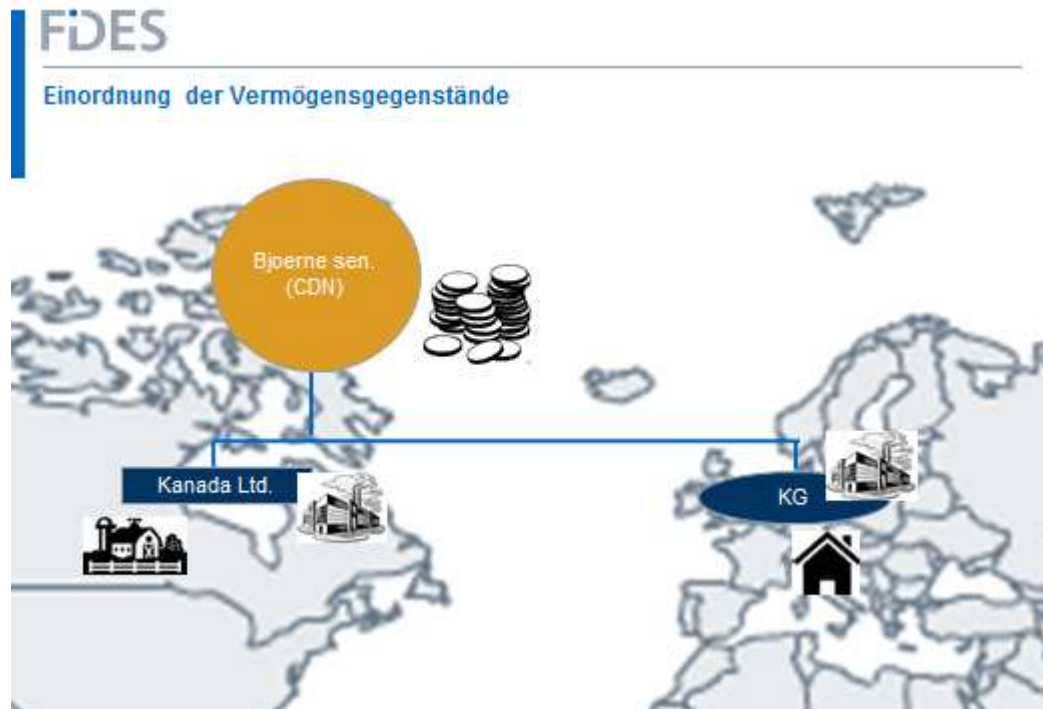 FIDES
Einordnung der Vermögensgegenstände
Bjoerne sen.
(CDN)
Kanada Ltd.
KG